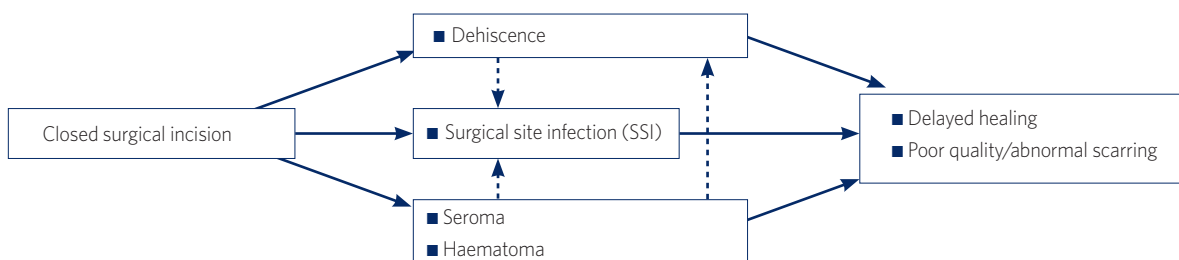 ■ Dehiscence
Closed surgical incision
■ Surgical site infection (SSI)
■ Seroma
■ Haematoma
■ Delayed healing
■ Poor quality/abnormal scarring